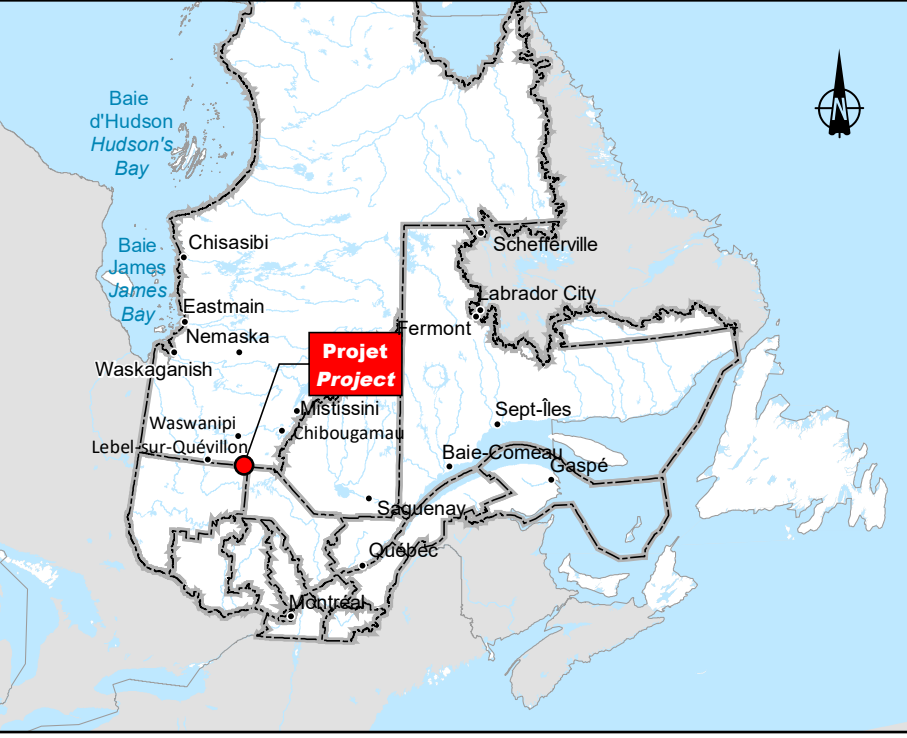 Baie
d'Hudson
Hudson's
Bay
N
Chisasibi
Schefferville
Baie
James
James
Bay
Labrador City
Eastmain
Fermont
Nemaska
Projet
Project
Waskaganish
Mistissini
Sept-Îles
Waswanipi
Chibougamau
Lebel-sur-Quévillon
Baie-Comeau
Gaspé
Saguenay
Québec
Montréal